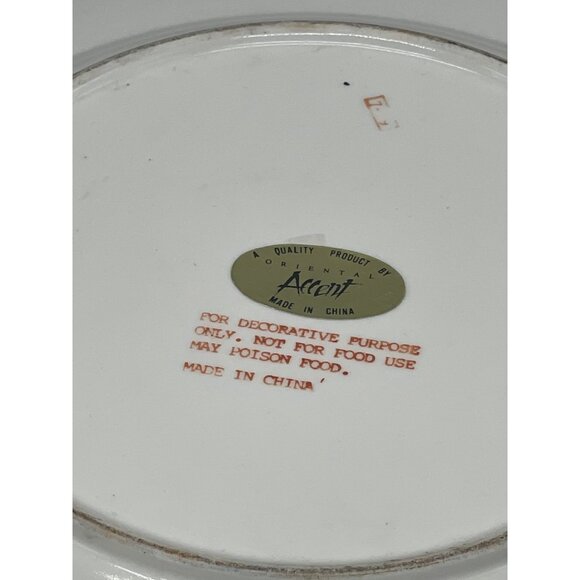 A QUALITY PRODUCT BY
ORIENTAL
Accent
MADE IN CHINA
FOR DECORATIVE PURPOSE
ONLY. NOT FOR FOOD USE
MAY POISON FOOD.
MADE IN CHINA